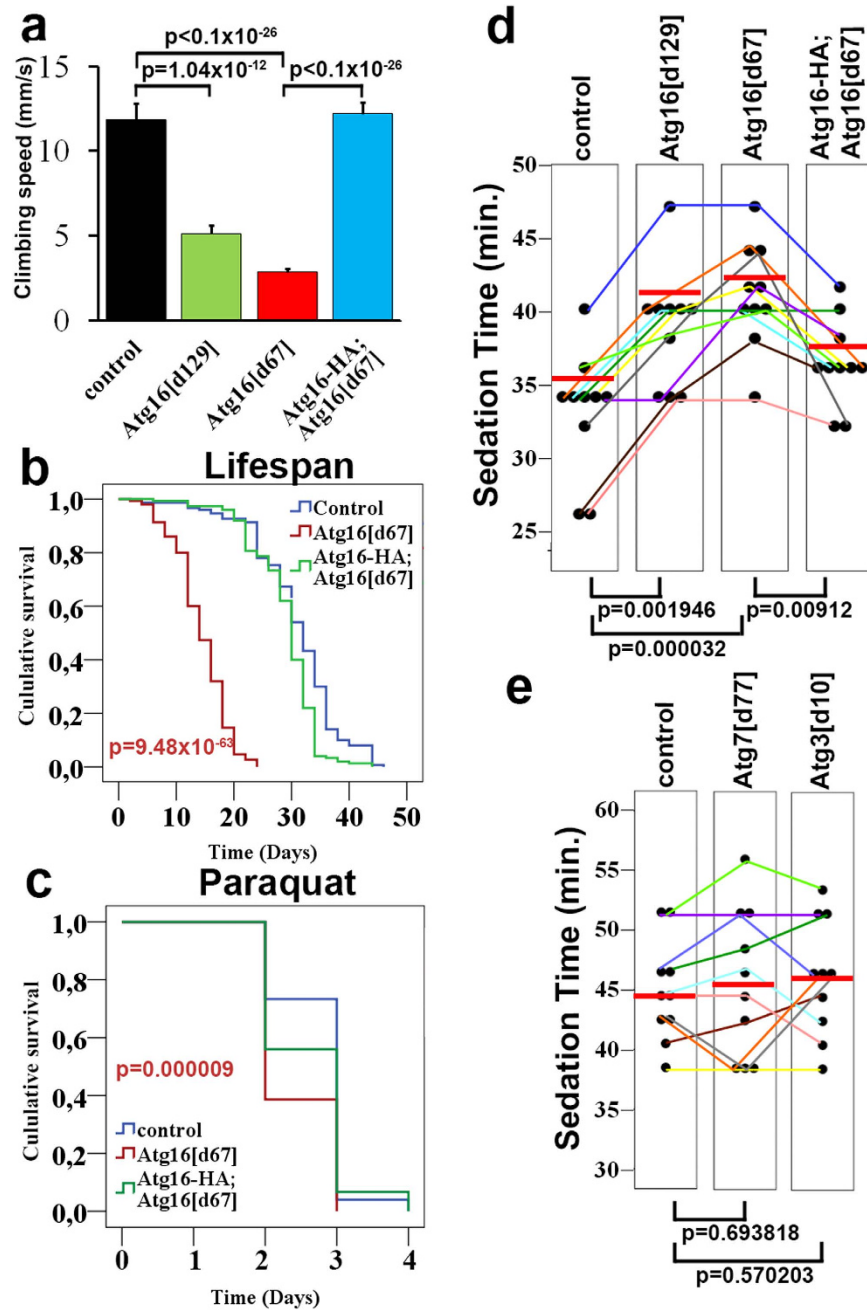 a
p<0.1x10-26
p=1.04x10-12
p<0.1x10-26
Climbing speed (mm/s)
15
10
5
0
control
Atg16[d129]
Atg16[d67]
Atg16-HA;
Atg16[d67]
b
Lifespan
Cululative survival
1,0
0,8
0,6
0,4
0,2
0,0
Control
Atg16[d67]
Atg16-HA;
Atg16[d67]
p=9.48x10-63
0 10 20 30 40 50
Time (Days)
c
Paraquat
Cululative survival
1,0
0,8
0,6
0,4
0,2
0,0
p=0.000009
control
Atg16[d67]
Atg16-HA;
Atg16[d67]
0 1 2 3 4
Time (Days)
d
control
Atg16[d129]
Atg16[d67]
Atg16-HA;
Atg16[d67]
Sedation Time (min.)
50
45
40
35
30
25
p=0.001946
p=0.00912
p=0.000032
e
control
Atg7[d77]
Atg3[d10]
Sedation Time (min.)
60
55
50
45
40
35
30
p=0.693818
p=0.570203